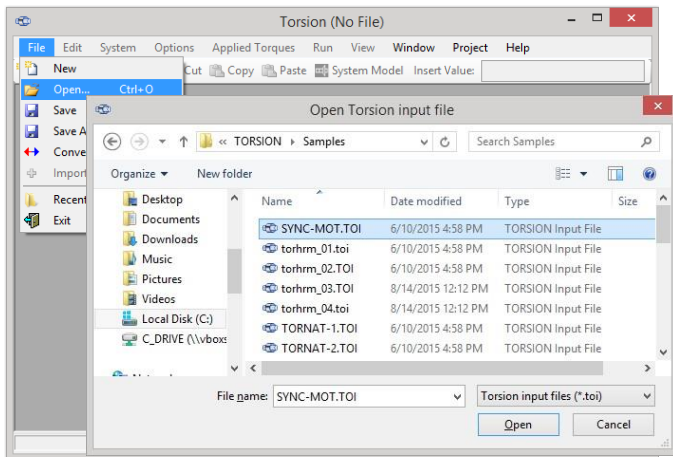 Torsion (No File)
File Edit System Options Applied Torques Run View Window Project Help
New Cut Copy Paste System Model Insert Value:
Open... Ctrl+O
Save
Save A
Conve
Import
Recent
Exit
Open Torsion input file
« TORSION Samples Search Samples
Organize New folder
Name Date modified Type Size
Desktop
Documents
Downloads
Music
Pictures
Videos
Local Disk (C:)
C_DRIVE (\\vboxs
SYNC-MOT.TOI 6/10/2015 4:58 PM TORSION Input File
torhrm_01.toi 6/10/2015 4:58 PM TORSION Input File
torhrm_02.TOI 6/10/2015 4:58 PM TORSION Input File
torhrm_03.TOI 8/14/2015 12:12 PM TORSION Input File
torhrm_04.toi 8/14/2015 12:12 PM TORSION Input File
TORNAT-1.TOI 6/10/2015 4:58 PM TORSION Input File
TORNAT-2.TOI 6/10/2015 4:58 PM TORSION Input File
File name: SYNC-MOT.TOI Torsion input files (*.toi)
Open Cancel